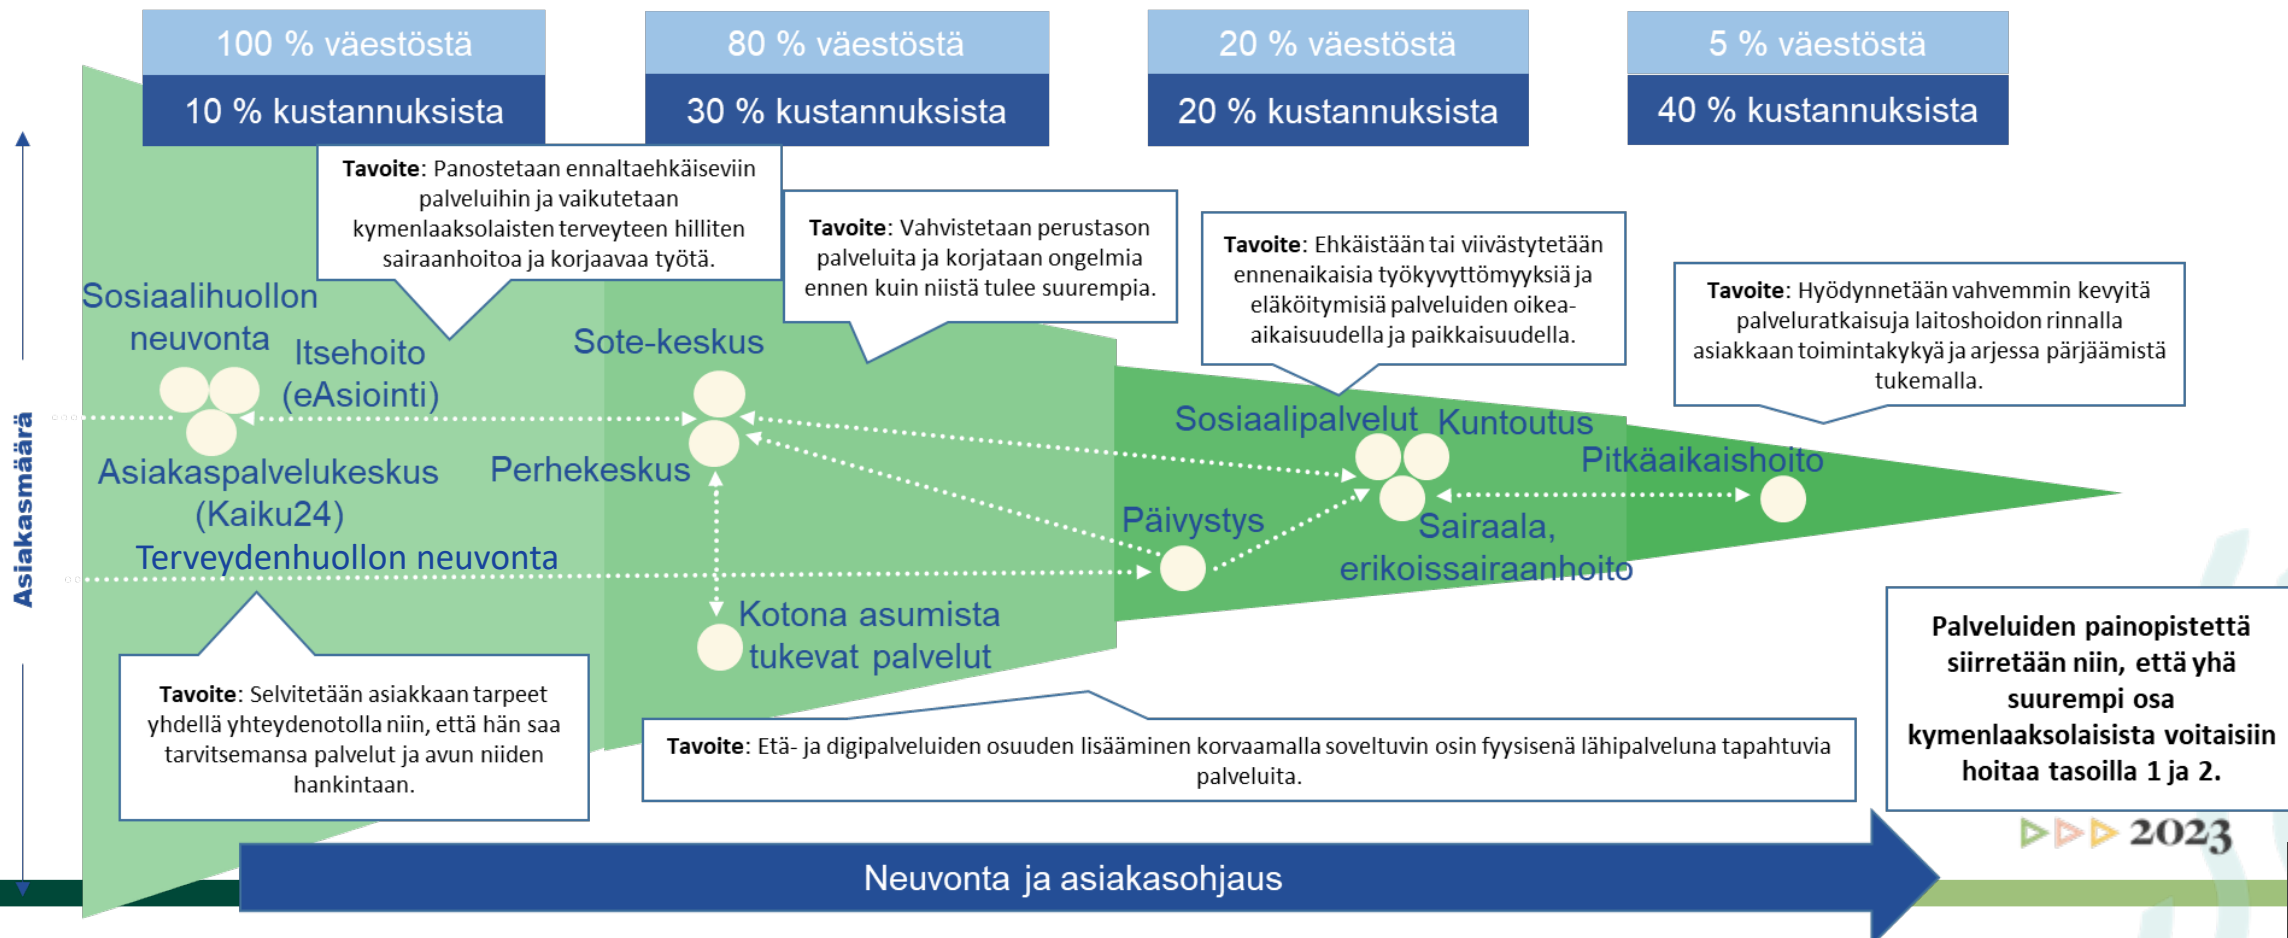 100 % väestöstä
10 % kustannuksista
80 % väestöstä
30 % kustannuksista
20 % väestöstä
20 % kustannuksista
5 % väestöstä
40 % kustannuksista
Asiakasmäärä
Tavoite: Panostetaan ennaltaehkäiseviin
palveluihin ja vaikutetaan
kymenlaaksolaisten terveyteen hilliten
sairaanhoitoa ja korjaavaa työtä.
Tavoite: Vahvistetaan perustason
palveluita ja korjataan ongelmia
ennen kuin niistä tulee suurempia.
Tavoite: Ehkäistään tai viivästytetään
ennenaikaisia työkyvyttömyyksiä ja
eläköitymisiä palveluiden oikea-
aikaisuudella ja paikkaisuudella.
Tavoite: Hyödynnetään vahvemmin kevyitä
palveluratkaisuja laitoshoidon rinnalla
asiakkaan toimintakykyä ja arjessa pärjäämistä
tukemalla.
Sosiaalihuollon
neuvonta
Itsehoito
(eAsiointi)
Asiakaspalvelukeskus
(Kaiku24)
Terveydenhuollon neuvonta
Sote-keskus
Perhekeskus
Kotona asumista
tukevat palvelut
Päivystys
Sosiaalipalvelut
Kuntoutus
Sairaala,
erikoissairaanhoito
Pitkäaikaishoito
Tavoite: Selvitetään asiakkaan tarpeet
yhdellä yhteydenotolla niin, että hän saa
tarvitsemansa palvelut ja avun niiden
hankintaan.
Tavoite: Etä- ja digipalveluiden osuuden lisääminen korvaamalla soveltuvin osin fyysisenä lähipalveluna tapahtuvia
palveluita.
Palveluiden painopistettä
siirretään niin, että yhä
suurempi osa
kymenlaaksolaisista voitaisiin
hoitaa tasoilla 1 ja 2.
2023
Neuvonta ja asiakasohjaus